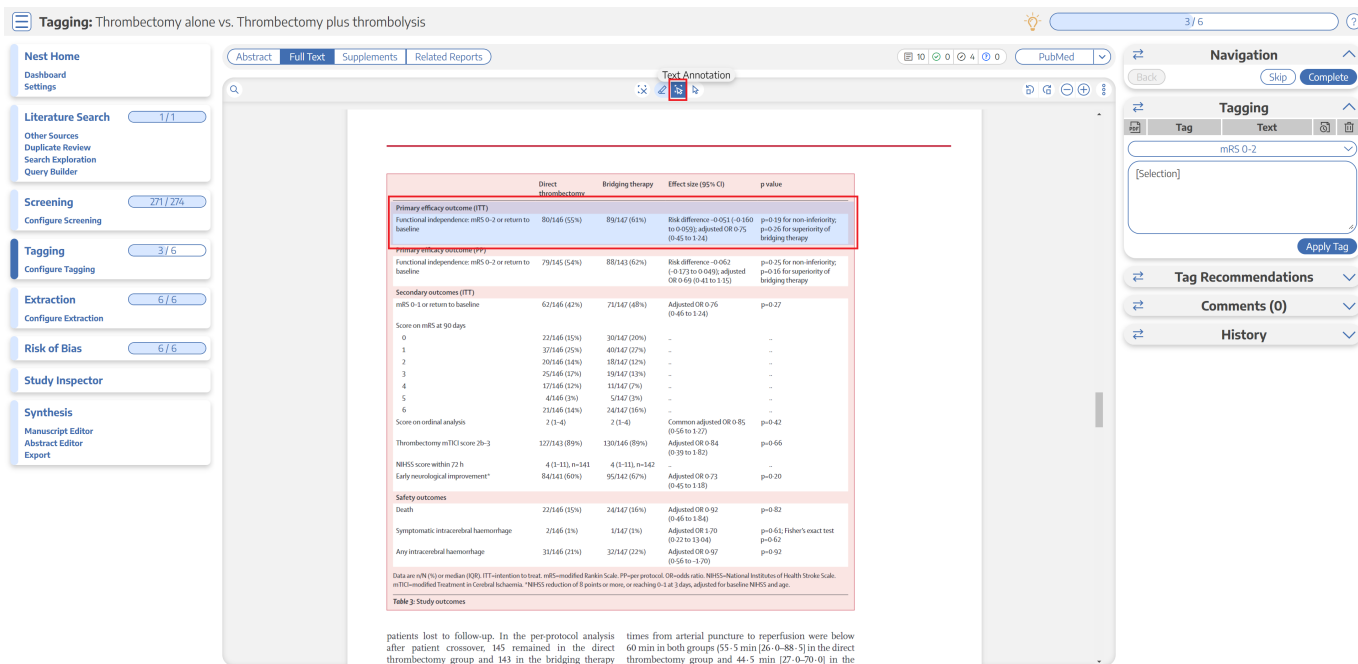 Tagging: Thrombectomy alone vs. Thrombectomy plus thrombolysis
3/6
?
Nest Home
Dashboard
Settings
Literature Search 1/1
Other Sources
Duplicate Review
Search Exploration
Query Builder
Screening 271/274
Configure Screening
Tagging 3/6
Configure Tagging
Extraction 6/6
Configure Extraction
Risk of Bias 6/6
Study Inspector
Synthesis
Manuscript Editor
Abstract Editor
Export
Abstract Full Text Supplements Related Reports
10 0 4 0
PubMed
Text Annotation
Direct thrombectomy Bridging therapy Effect size (95% CI) p value
Primary efficacy outcome (ITT)
Functional independence: mRS 0–2 or return to 80/146 (55%) 89/147 (61%) Risk difference –0·051 (–0·160 p=0·19 for non-inferiority;
baseline to 0·059); adjusted OR 0·75 p=0·26 for superiority of
(0·45 to 1·24) bridging therapy
Primary efficacy outcome (PP)
Functional independence: mRS 0–2 or return to 79/145 (54%) 88/143 (62%) Risk difference –0·062 p=0·25 for non-inferiority;
baseline (–0·173 to 0·049); adjusted p=0·16 for superiority of
OR 0·69 (0·41 to 1·15) bridging therapy
Secondary outcomes (ITT)
mRS 0–1 or return to baseline 62/146 (42%) 71/147 (48%) Adjusted OR 0·76 p=0·27
(0·46 to 1·24)
Score on mRS at 90 days
0 22/146 (15%) 30/147 (20%) .. ..
1 37/146 (25%) 40/147 (27%) .. ..
2 20/146 (14%) 18/147 (12%) .. ..
3 25/146 (17%) 19/147 (13%) .. ..
4 17/146 (12%) 11/147 (7%) .. ..
5 4/146 (3%) 5/147 (3%) .. ..
6 21/146 (14%) 24/147 (16%) .. ..
Score on ordinal analysis 2 (1–4) 2 (1–4) Common adjusted OR 0·85 p=0·42
(0·56 to 1·27)
Thrombectomy mTICI score 2b–3 127/143 (89%) 130/146 (89%) Adjusted OR 0·84 p=0·66
(0·39 to 1·82)
NIHSS score within 72 h 4 (1–11), n=141 4 (1–11), n=142 .. ..
Early neurological improvement* 84/141 (60%) 95/142 (67%) Adjusted OR 0·73 p=0·20
(0·45 to 1·18)
Safety outcomes
Death 22/146 (15%) 24/147 (16%) Adjusted OR 0·92 p=0·82
(0·46 to 1·84)
Symptomatic intracerebral haemorrhage 2/146 (1%) 1/147 (1%) Adjusted OR 1·70 p=0·61; Fisher's exact test
(0·22 to 13·04) p=0·62
Any intracerebral haemorrhage 31/146 (21%) 32/147 (22%) Adjusted OR 0·97 p=0·92
(0·56 to –1·70)
Data are n/N (%) or median (IQR). ITT=intention to treat. mRS=modified Rankin Scale. PP=per protocol. OR=odds ratio. NIHSS=National Institutes of Health Stroke Scale.
mTICI=modified Treatment in Cerebral Ischaemia. *NIHSS reduction of 8 points or more, or reaching 0–1 at 3 days, adjusted for baseline NIHSS and age.
Table 3: Study outcomes
patients lost to follow-up. In the per-protocol analysis
after patient crossover, 145 remained in the direct
thrombectomy group and 143 in the bridging therapy
times from arterial puncture to reperfusion were below
60 min in both groups (55·5 min [26·0–88·5] in the direct
thrombectomy group and 44·5 min [27·0–70·0] in the
Navigation
Back Skip Complete
Tagging
PDF Tag Text
mRS 0-2
[Selection]
Apply Tag
Tag Recommendations
Comments (0)
History